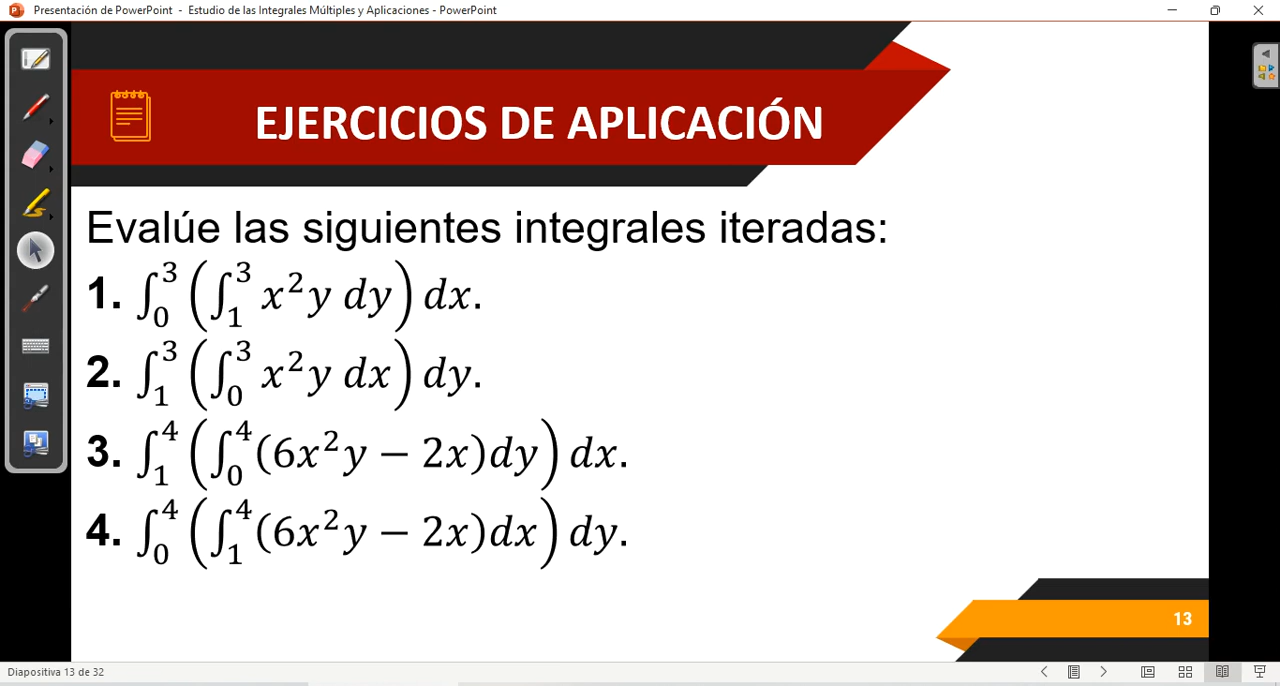 Presentación de PowerPoint - Estudio de las Integrales Múltiples y Aplicaciones - PowerPoint
EJERCICIOS DE APLICACIÓN
Evalúe las siguientes integrales iteradas:
1. ∫₀³ (∫₁³ x²y dy) dx.
2. ∫₁³ (∫₀³ x²y dx) dy.
3. ∫₁⁴ (∫₀⁴ (6x²y − 2x)dy) dx.
4. ∫₀⁴ (∫₁⁴ (6x²y − 2x)dx) dy.
13
Diapositiva 13 de 32